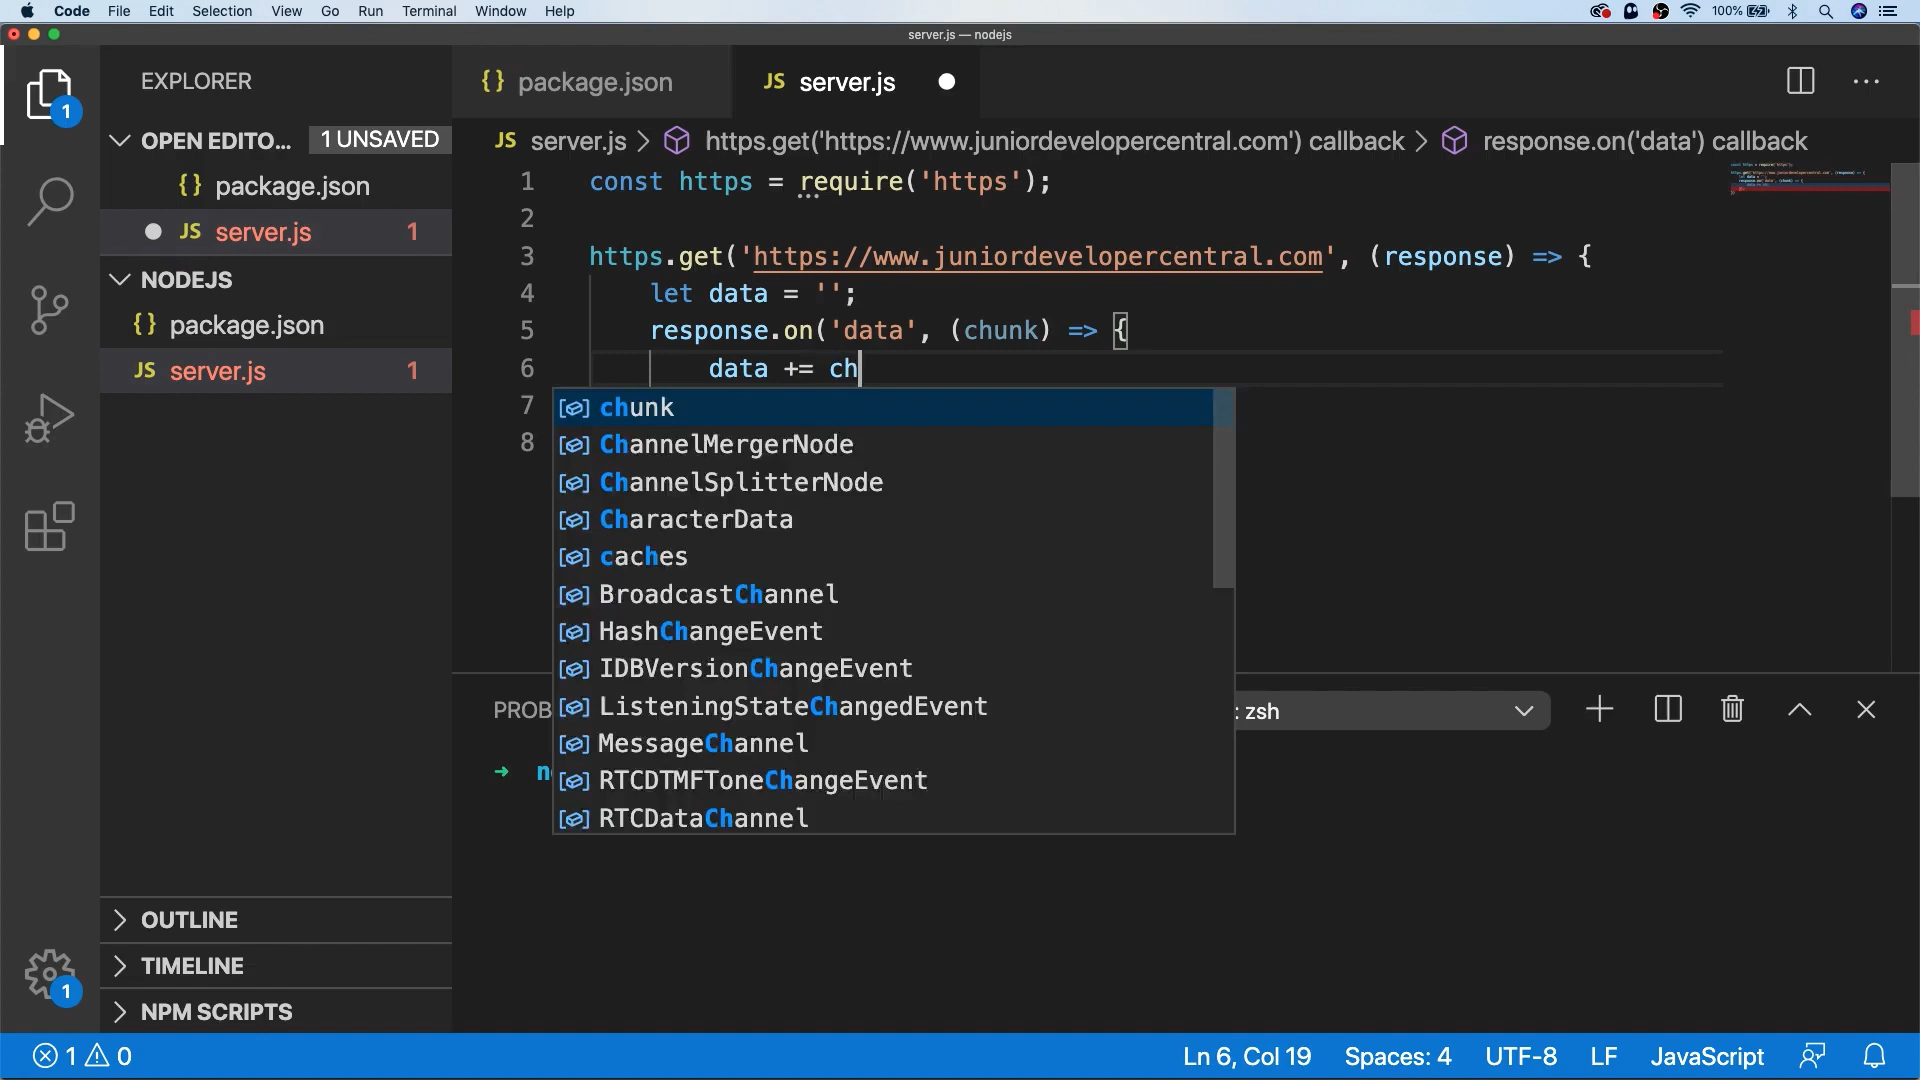 Code File Edit Selection View Go Run Terminal Window Help 100%
server.js — nodejs
EXPLORER
{} package.json JS server.js
OPEN EDITO... 1 UNSAVED
{} package.json
JS server.js 1
NODEJS
{} package.json
JS server.js 1
OUTLINE
TIMELINE
NPM SCRIPTS
1
1
JS server.js > https.get('https://www.juniordevelopercentral.com') callback > response.on('data') callback
1 const https = require('https');
2
3 https.get('https://www.juniordevelopercentral.com', (response) => {
4 let data = '';
5 response.on('data', (chunk) => {
6 data += ch
7
8
chunk
ChannelMergerNode
ChannelSplitterNode
CharacterData
caches
BroadcastChannel
HashChangeEvent
IDBVersionChangeEvent
ListeningStateChangedEvent
MessageChannel
RTCDTMFToneChangeEvent
RTCDataChannel
PROB : zsh
→ n
1 0 Ln 6, Col 19 Spaces: 4 UTF-8 LF JavaScript